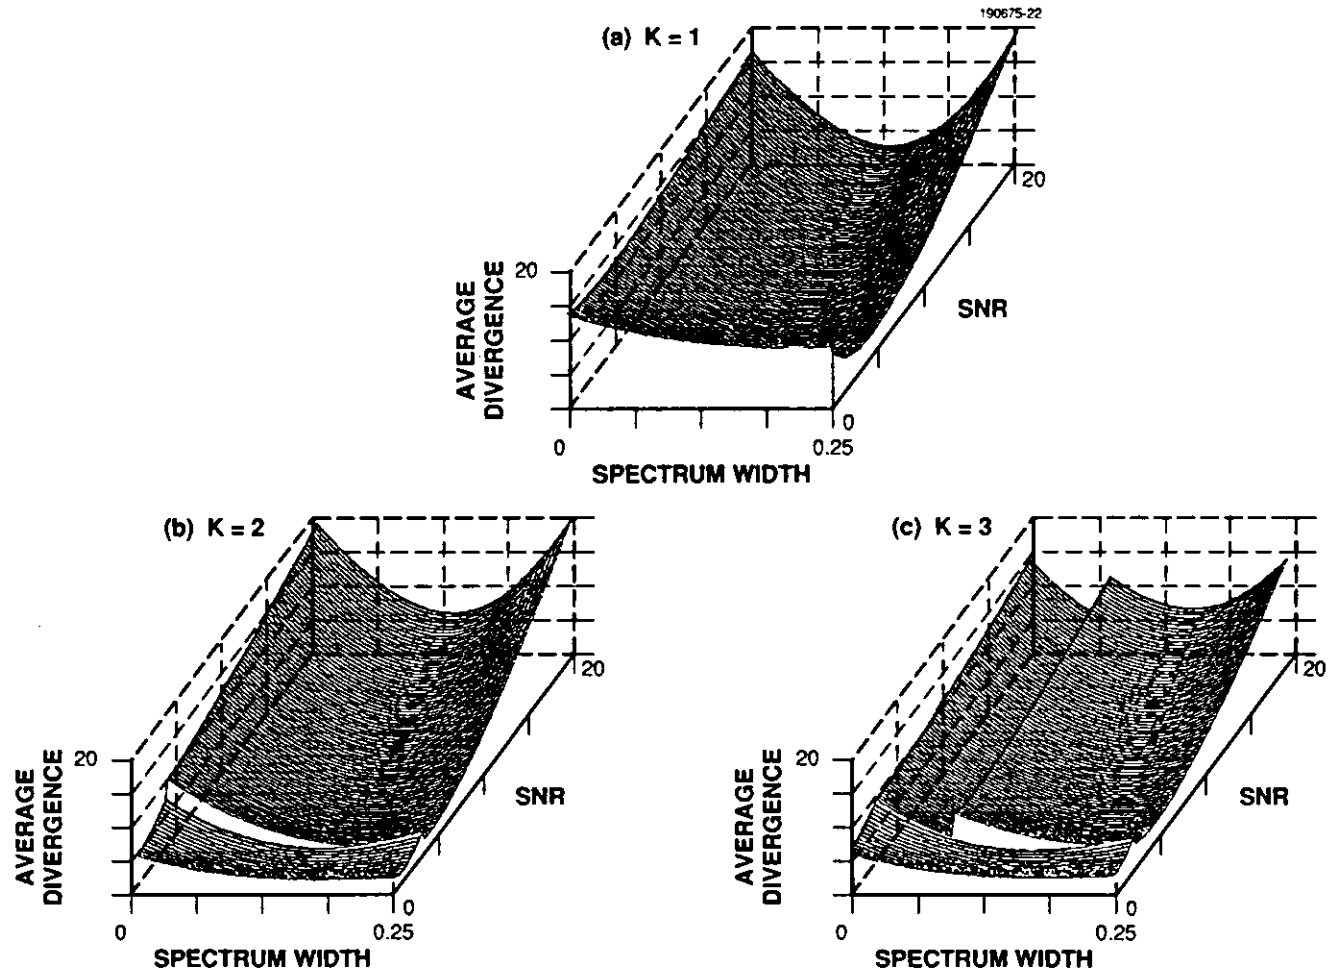 190675-22
(a) K = 1
20
20
AVERAGE
DIVERGENCE
SNR
0
0
0.25
SPECTRUM WIDTH
(b) K = 2
20
20
AVERAGE
DIVERGENCE
SNR
0
0
0.25
SPECTRUM WIDTH
(c) K = 3
20
20
AVERAGE
DIVERGENCE
SNR
0
0
0.25
SPECTRUM WIDTH